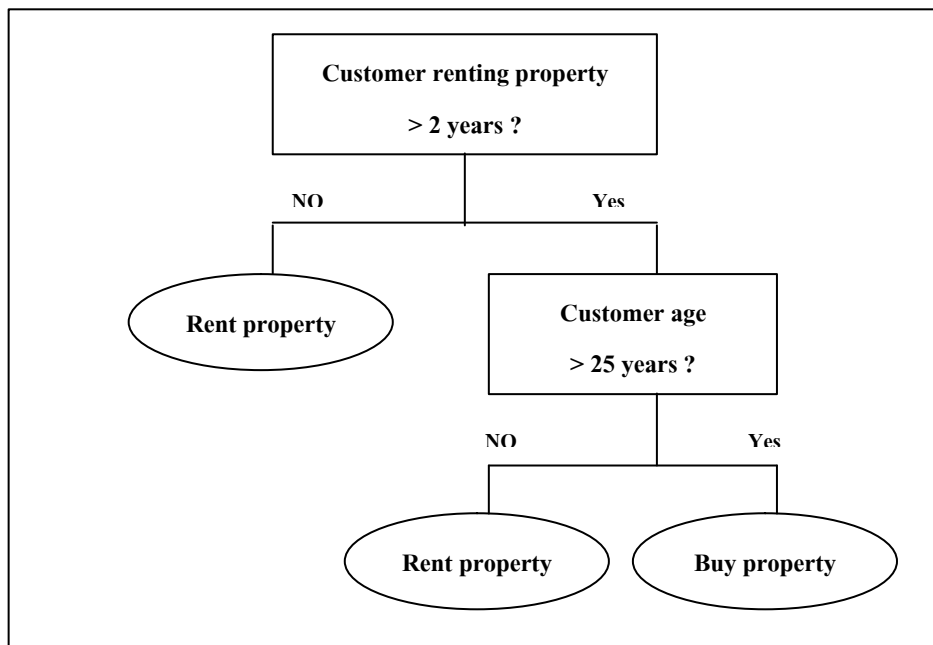 Customer renting property
> 2 years ?
NO
Yes
Rent property
Customer age
> 25 years ?
NO
Yes
Rent property
Buy property